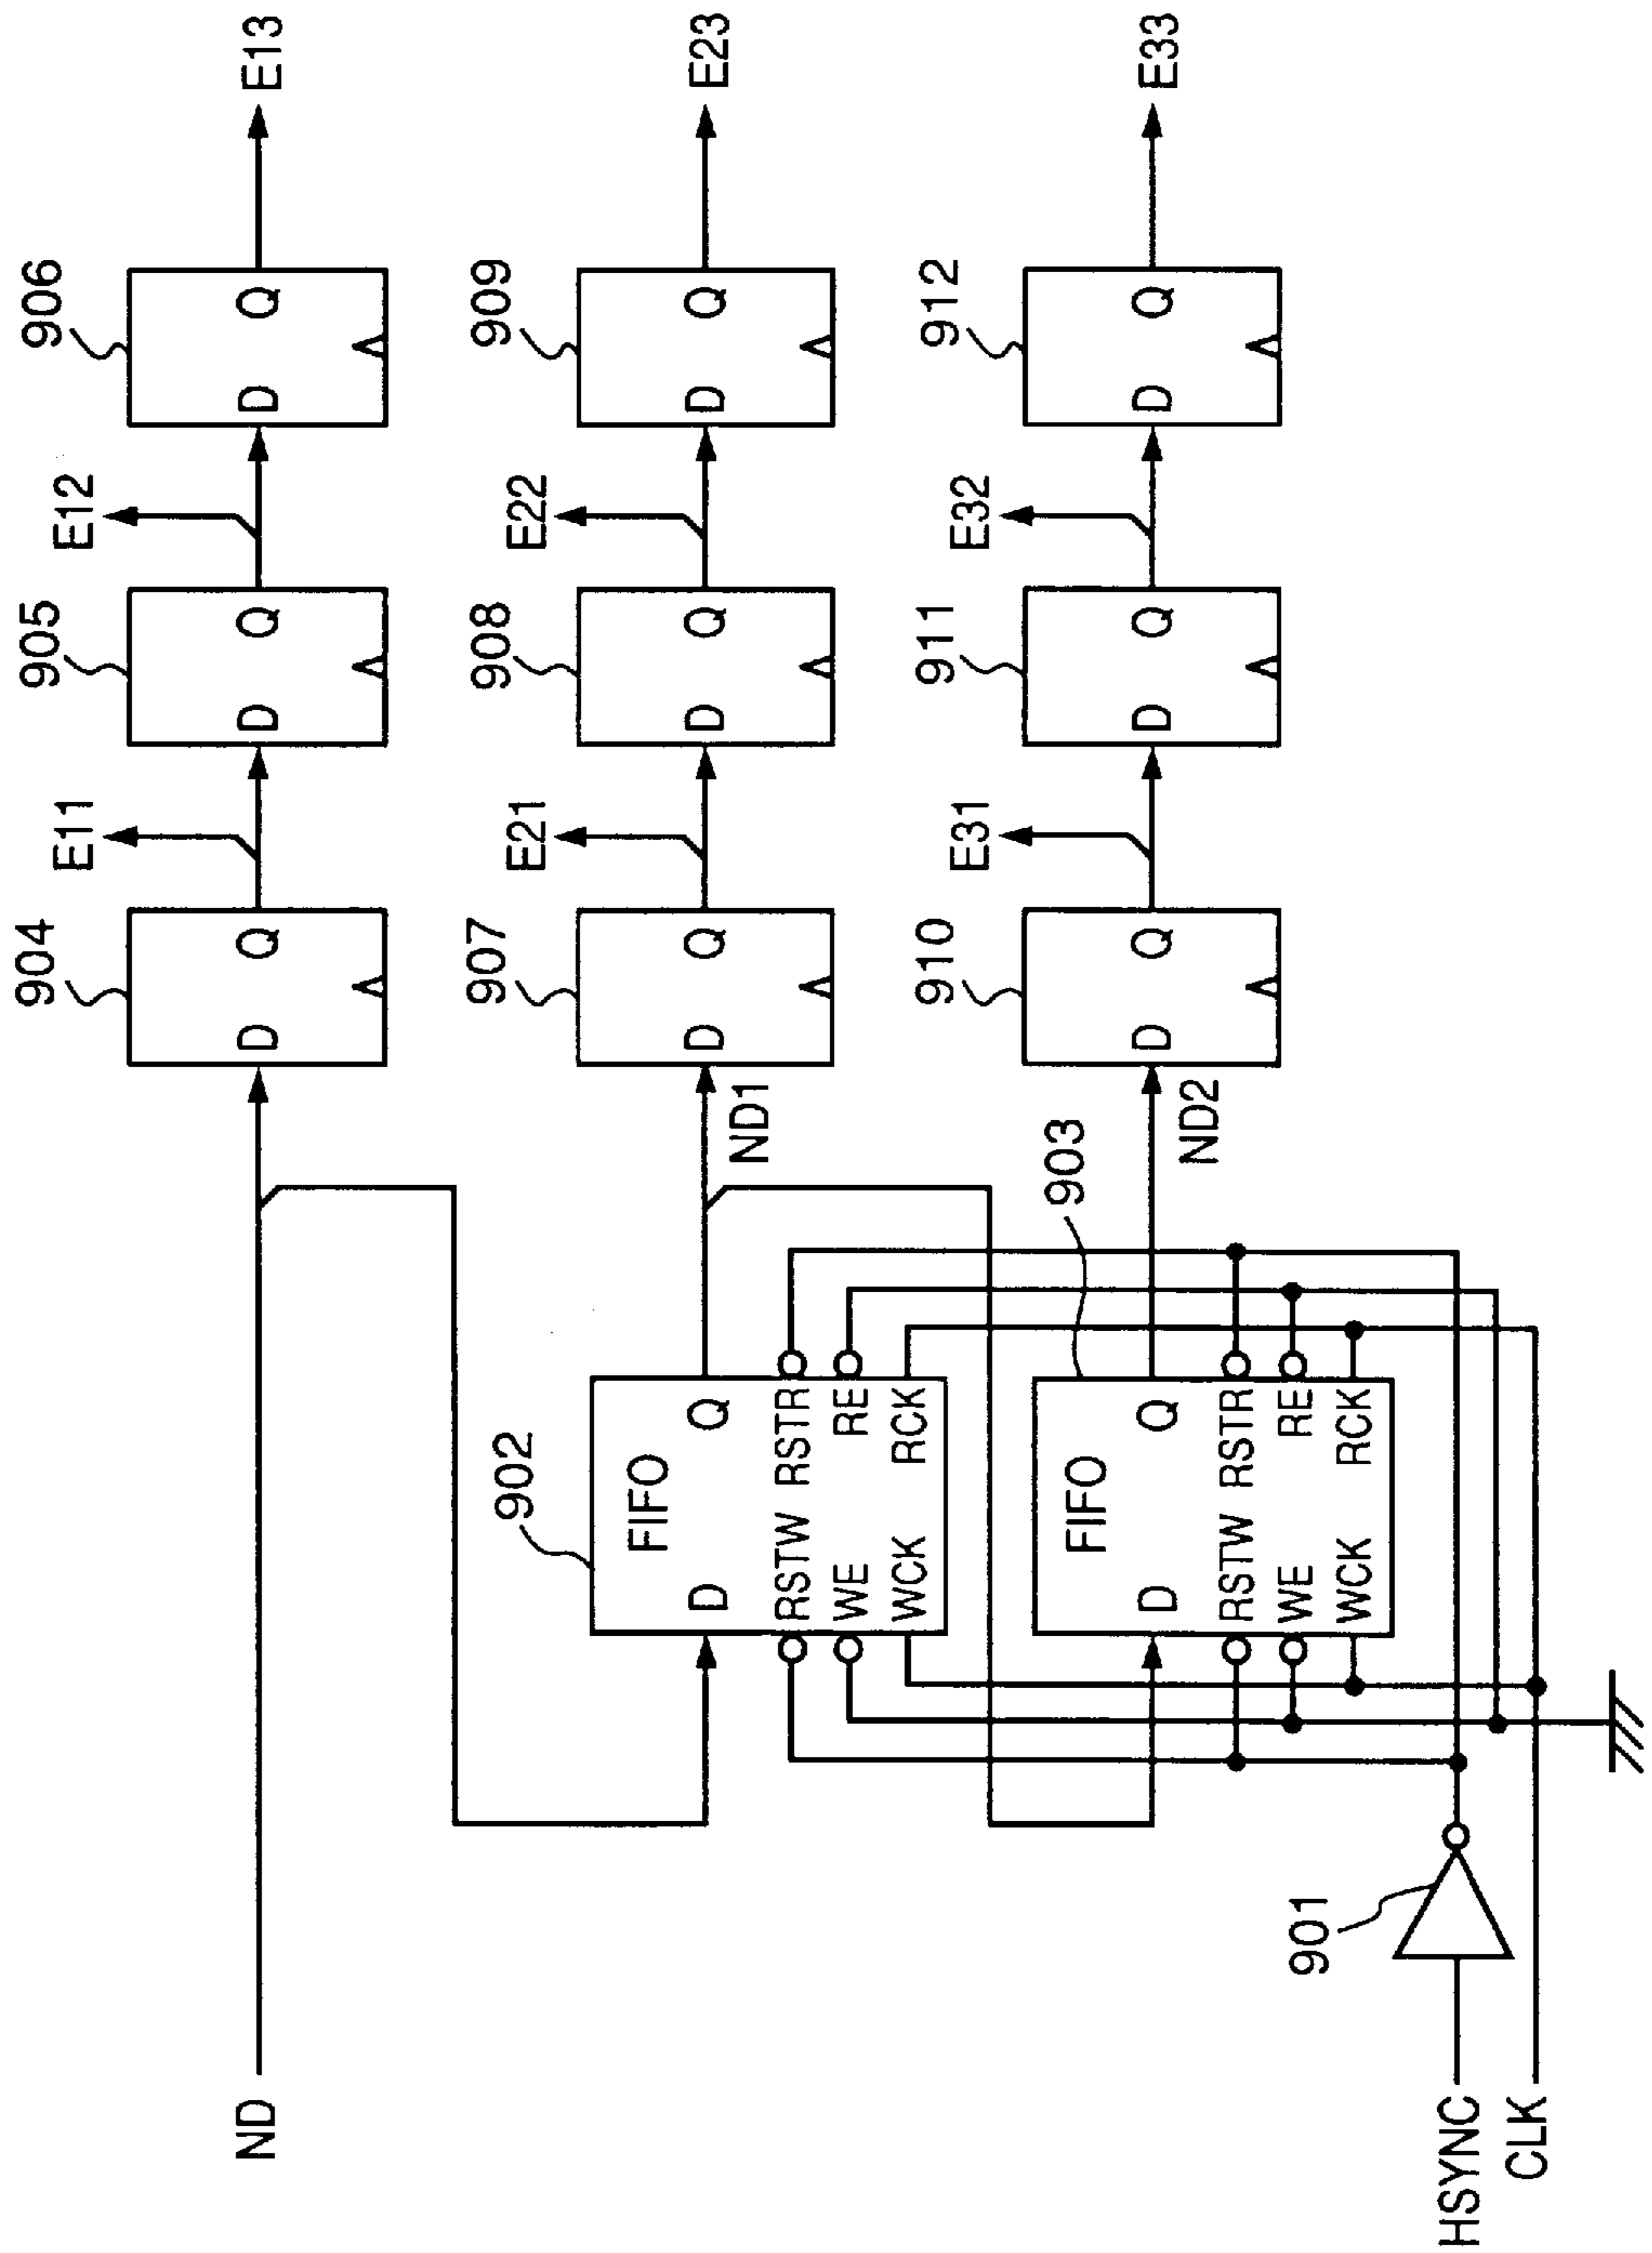 ND
904
D Q
E11
905
D Q
E12
906
D Q
E13
902
FIFO
D Q
RSTW RSTR
WE RE
WCK RCK
ND1
907
D Q
E21
908
D Q
E22
909
D Q
E23
903
FIFO
D Q
RSTW RSTR
WE RE
WCK RCK
ND2
910
D Q
E31
911
D Q
E32
912
D Q
E33
901
HSYNC
CLK